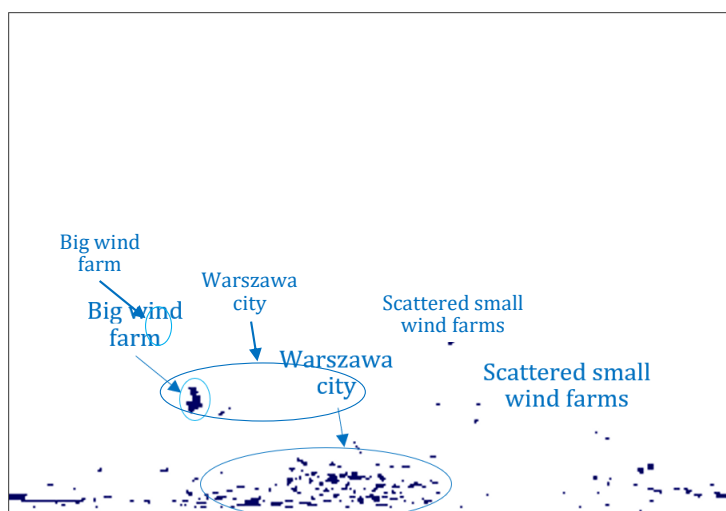 Big wind
farm
Warszawa
city
Scattered small
wind farms
Big wind
farm
Warszawa
city
Scattered small
wind farms